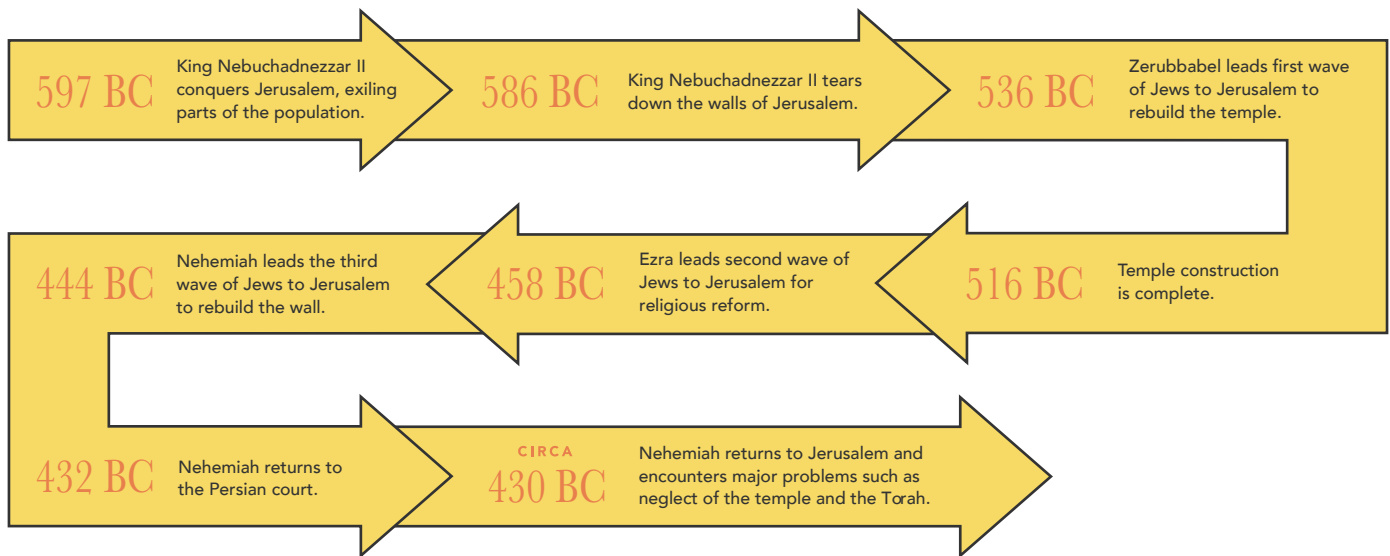 597 BC
King Nebuchadnezzar II
conquers Jerusalem, exiling
parts of the population.
586 BC
King Nebuchadnezzar II tears
down the walls of Jerusalem.
536 BC
Zerubbabel leads first wave
of Jews to Jerusalem to
rebuild the temple.
516 BC
Temple construction
is complete.
458 BC
Ezra leads second wave of
Jews to Jerusalem for
religious reform.
444 BC
Nehemiah leads the third
wave of Jews to Jerusalem
to rebuild the wall.
432 BC
Nehemiah returns to
the Persian court.
CIRCA
430 BC
Nehemiah returns to Jerusalem and
encounters major problems such as
neglect of the temple and the Torah.